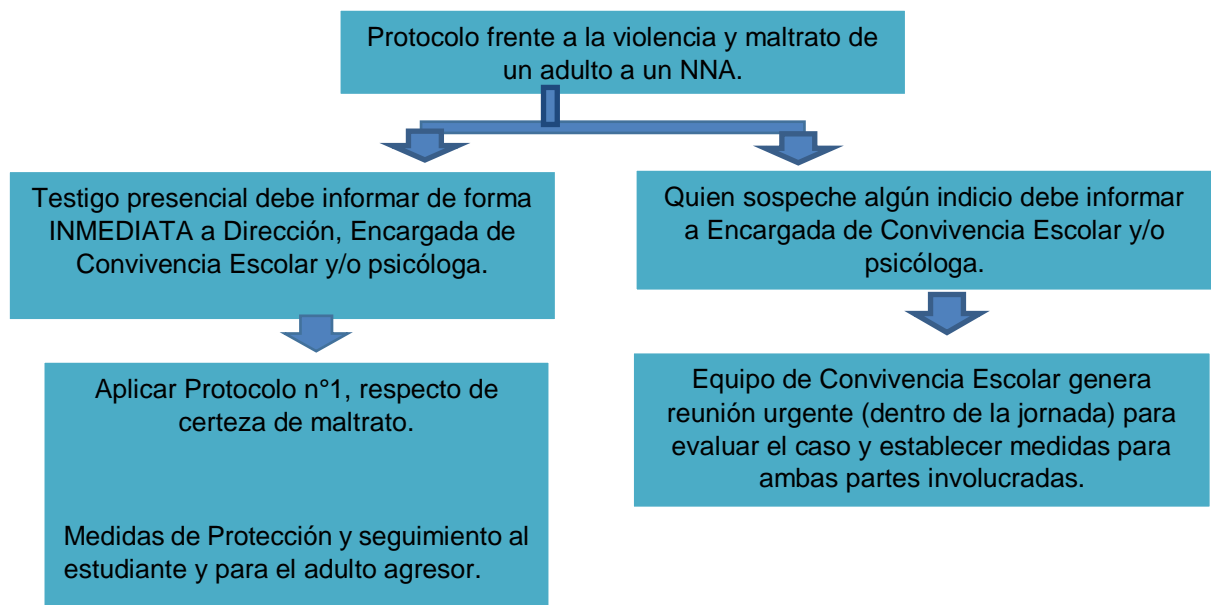 Protocolo frente a la violencia y maltrato de
un adulto a un NNA.
Testigo presencial debe informar de forma
INMEDIATA a Dirección, Encargada de
Convivencia Escolar y/o psicóloga.
Quien sospeche algún indicio debe informar
a Encargada de Convivencia Escolar y/o
psicóloga.
Aplicar Protocolo n°1, respecto de
certeza de maltrato.
Medidas de Protección y seguimiento al
estudiante y para el adulto agresor.
Equipo de Convivencia Escolar genera
reunión urgente (dentro de la jornada) para
evaluar el caso y establecer medidas para
ambas partes involucradas.